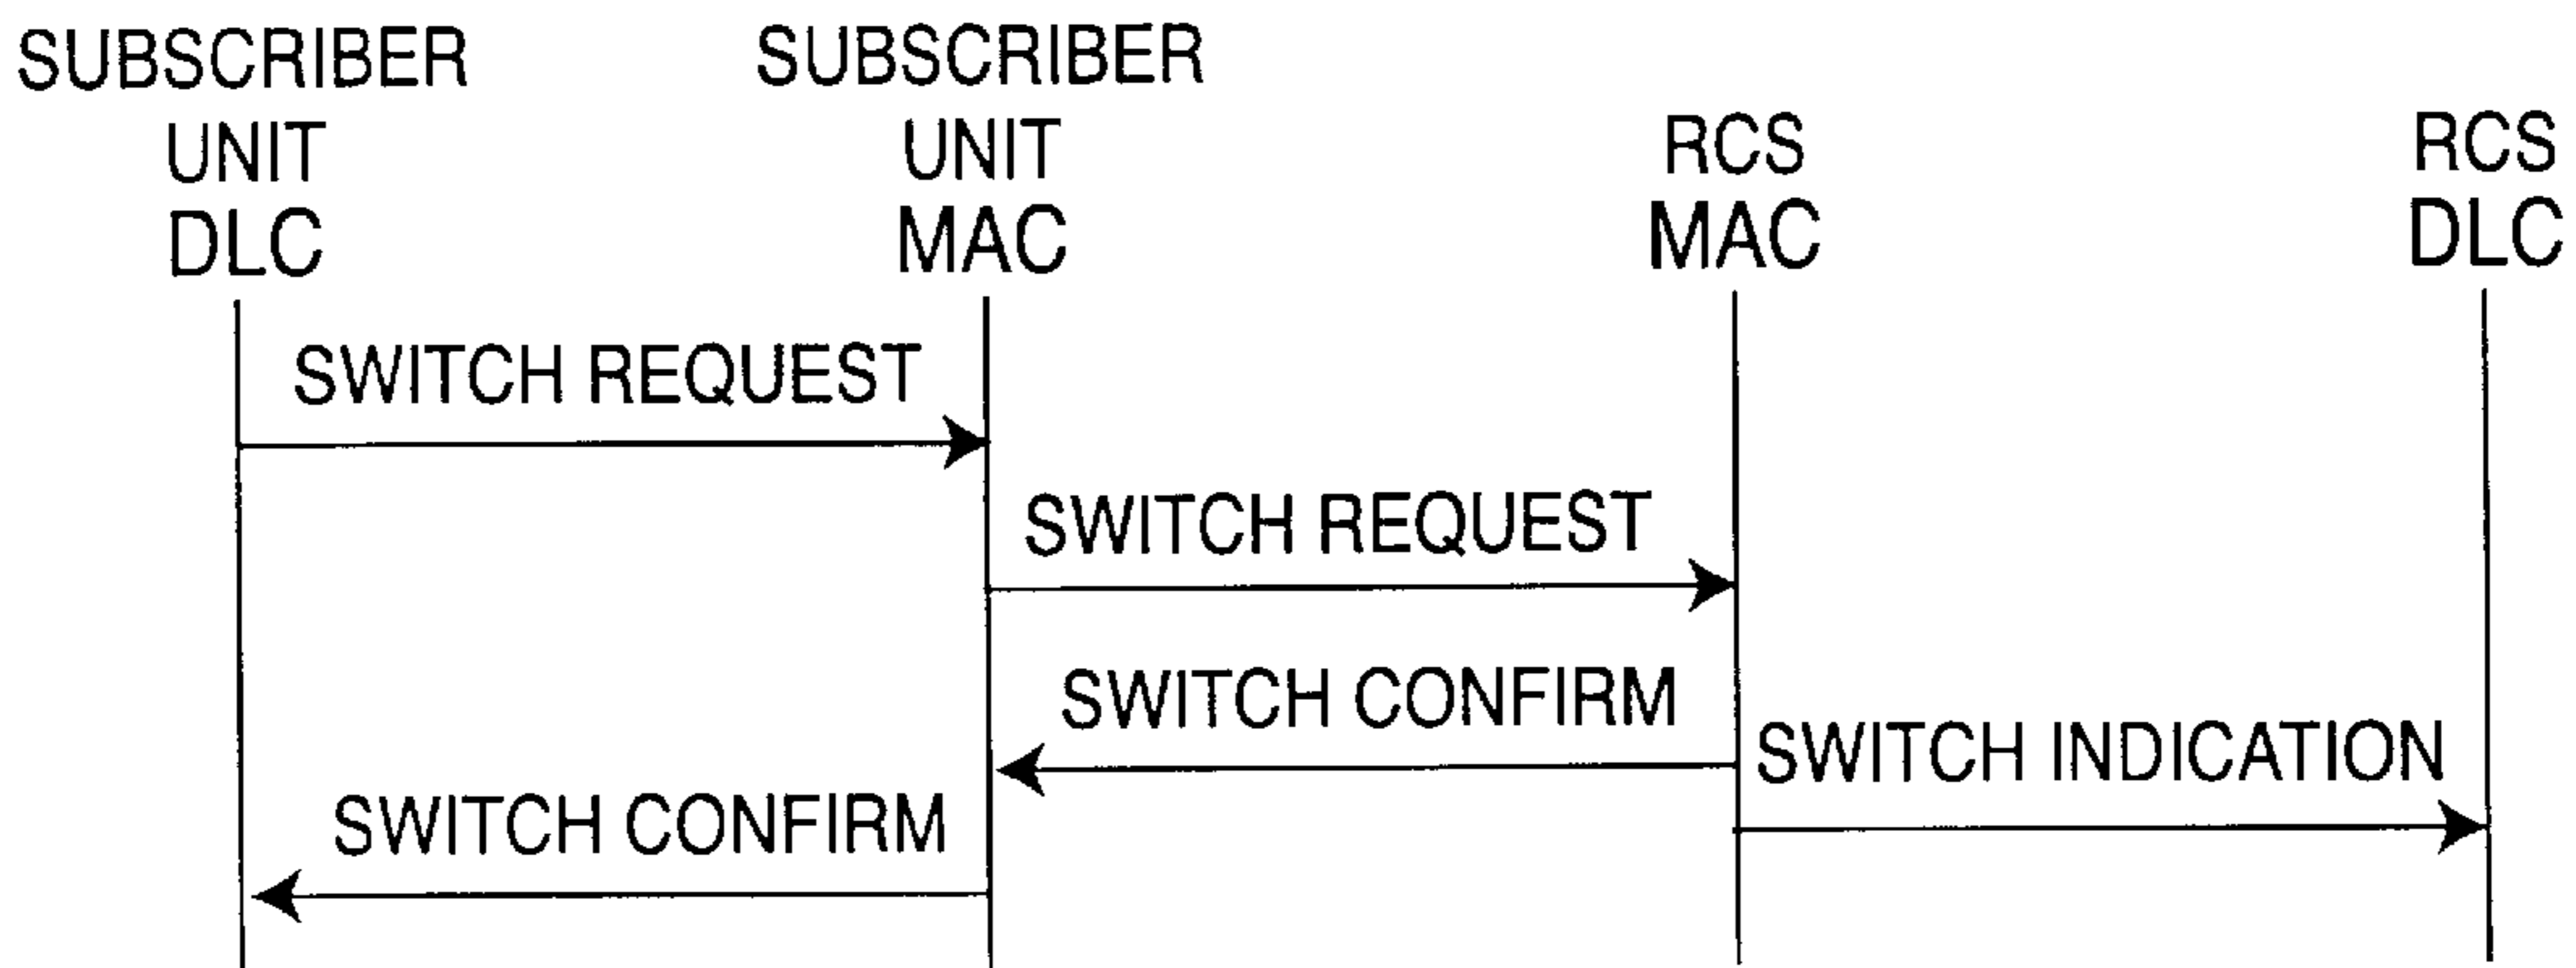 SUBSCRIBER
UNIT
DLC
SUBSCRIBER
UNIT
MAC
RCS
MAC
RCS
DLC
SWITCH REQUEST
SWITCH REQUEST
SWITCH CONFIRM
SWITCH INDICATION
SWITCH CONFIRM